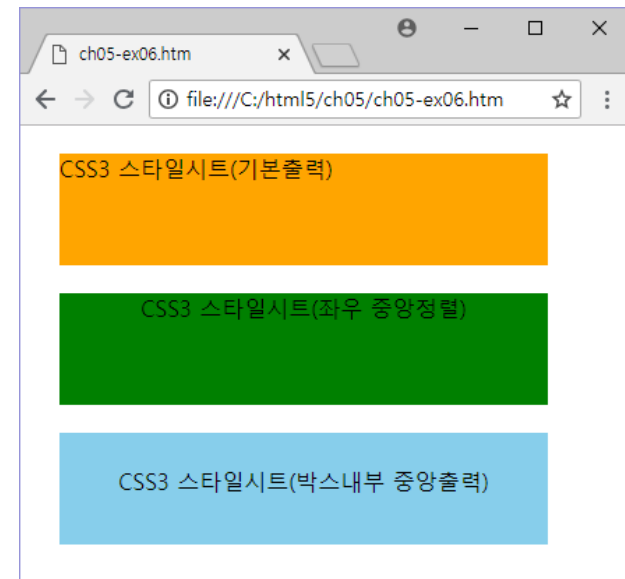 ch05-ex06.htm
file:///C:/html5/ch05/ch05-ex06.htm
CSS3 스타일시트(기본출력)
CSS3 스타일시트(좌우 중앙정렬)
CSS3 스타일시트(박스내부 중앙출력)